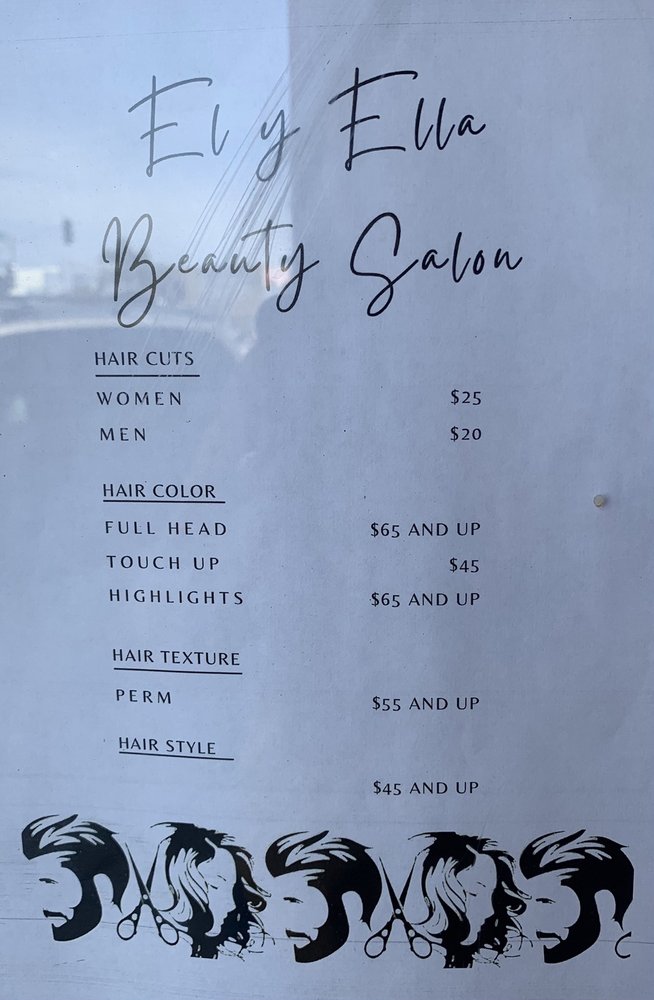 El y Ella
Beauty Salon
HAIR CUTS
WOMEN $25
MEN $20
HAIR COLOR
FULL HEAD $65 AND UP
TOUCH UP $45
HIGHLIGHTS $65 AND UP
HAIR TEXTURE
PERM $55 AND UP
HAIR STYLE
$45 AND UP